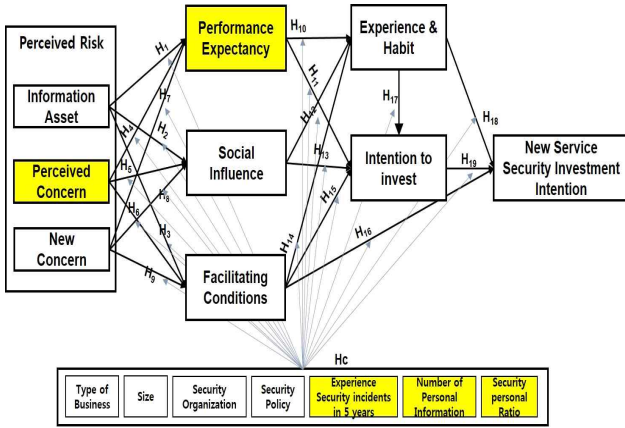 Perceived Risk
Information
Asset
Perceived
Concern
New
Concern
Performance
Expectancy
Social
Influence
Facilitating
Conditions
Experience &
Habit
Intention to
invest
New Service
Security Investment
Intention
H1
H7
H4
H2
H5
H8
H6
H3
H9
H10
H11
H12
H13
H15
H14
H16
H17
H18
H19
Hc
Type of
Business
Size
Security
Organization
Security
Policy
Experience
Security incidents
in 5 years
Number of
Personal
Information
Security
personal
Ratio